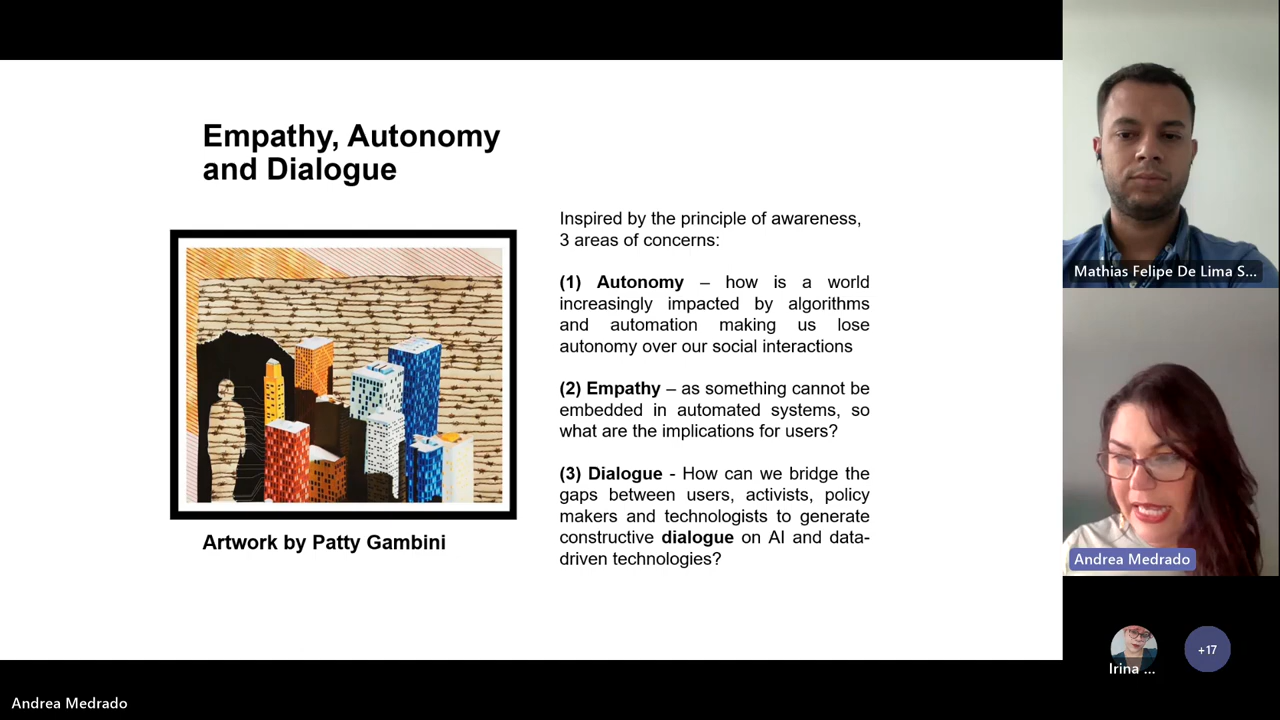 Empathy, Autonomy
and Dialogue
Inspired by the principle of awareness,
3 areas of concerns:
(1) Autonomy – how is a world
increasingly impacted by algorithms
and automation making us lose
autonomy over our social interactions
(2) Empathy – as something cannot be
embedded in automated systems, so
what are the implications for users?
(3) Dialogue - How can we bridge the
gaps between users, activists, policy
makers and technologists to generate
constructive dialogue on AI and data-
driven technologies?
Artwork by Patty Gambini
Mathias Felipe De Lima S...
Andrea Medrado
Irina ...
+17
Andrea Medrado